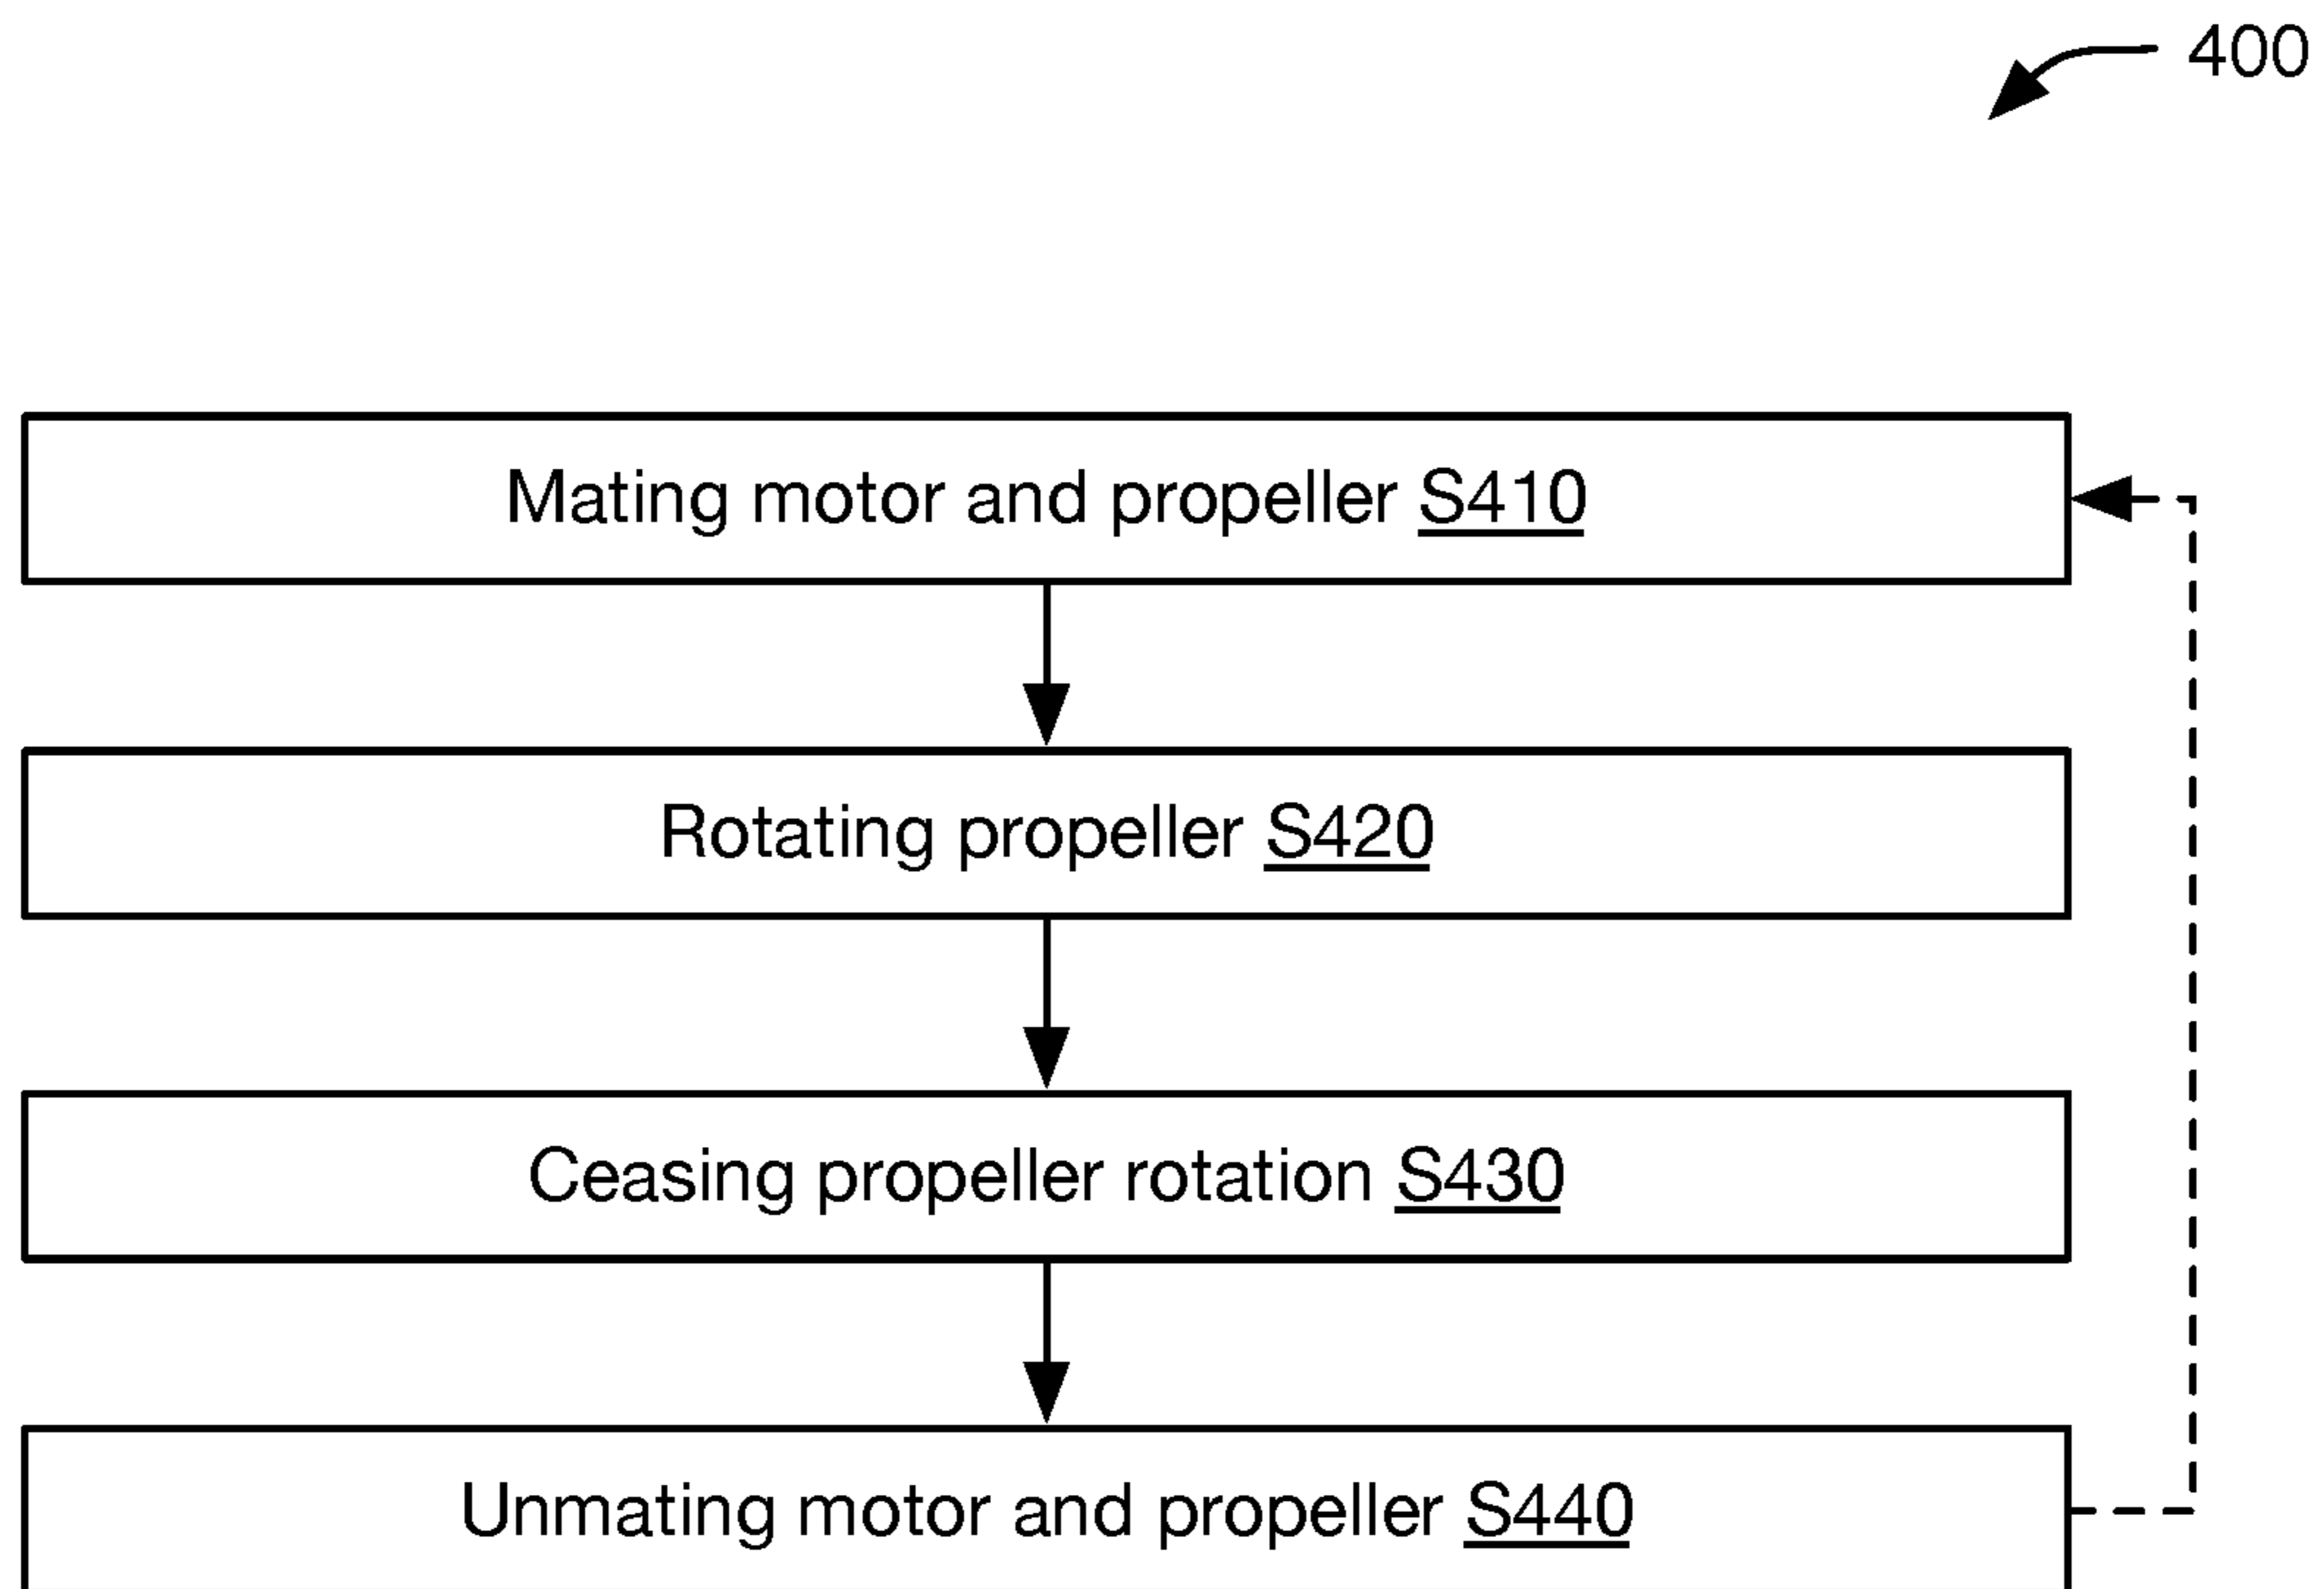 400
Mating motor and propeller S410
Rotating propeller S420
Ceasing propeller rotation S430
Unmating motor and propeller S440